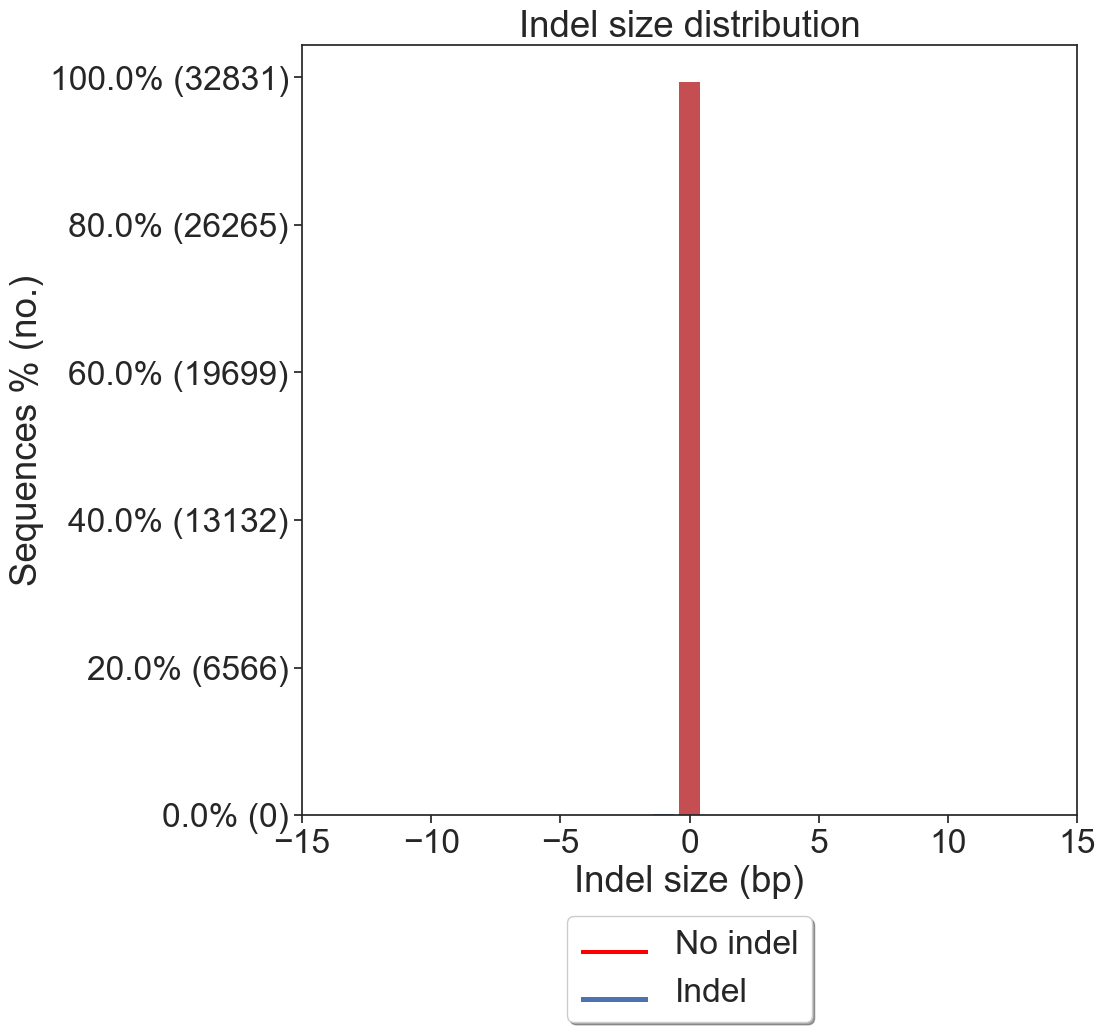 Indel size distribution
100.0% (32831)
80.0% (26265)
60.0% (19699)
40.0% (13132)
20.0% (6566)
0.0% (0)
Sequences % (no.)
−15 −10 −5 0 5 10 15
Indel size (bp)
No indel
Indel